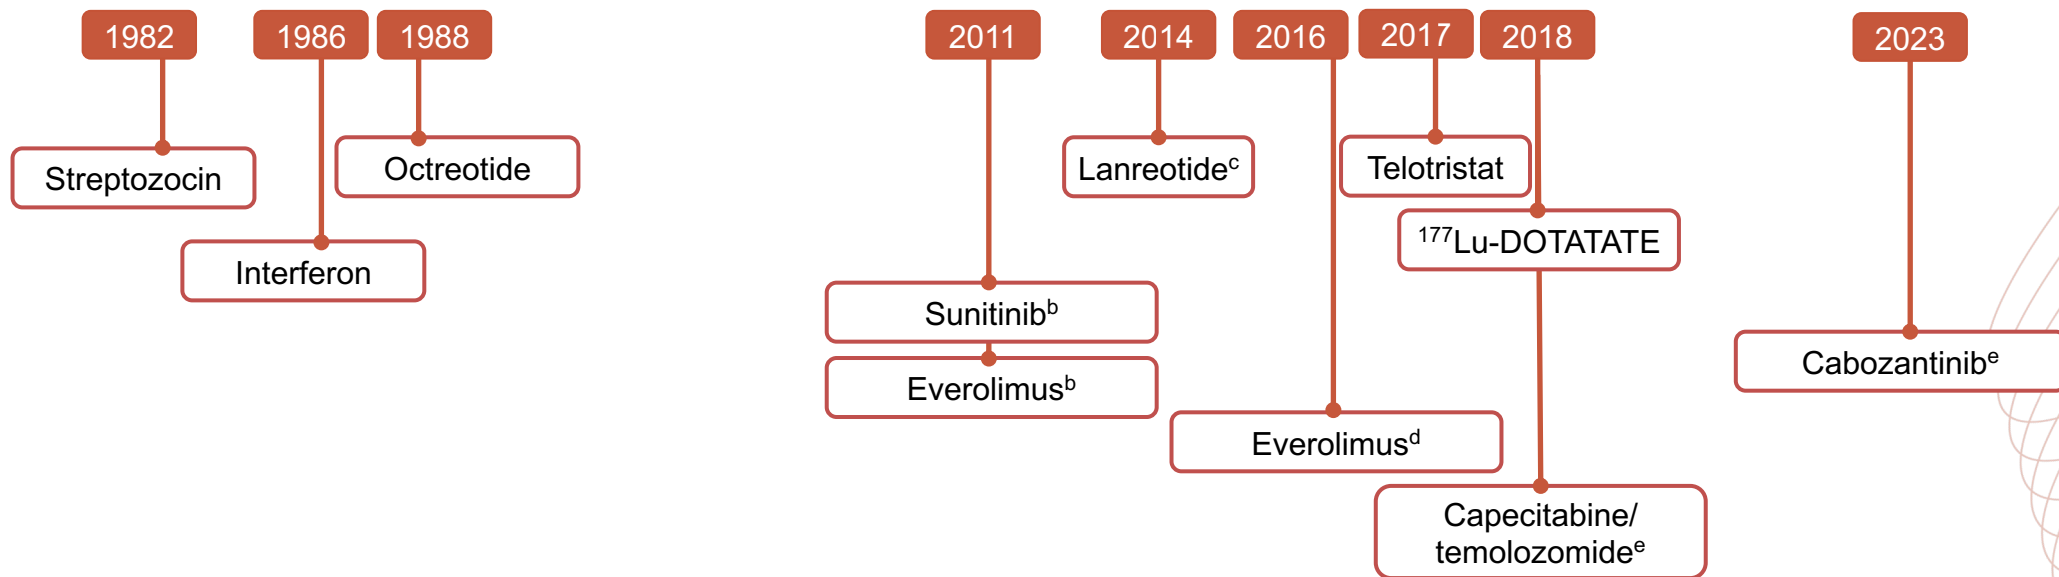 1982
1986
1988
2011
2014
2016
2017
2018
2023
Streptozocin
Interferon
Octreotide
Sunitinibᵇ
Everolimusᵇ
Lanreotideᶜ
Everolimusᵈ
Telotristat
¹⁷⁷Lu-DOTATATE
Capecitabine/
temolozomideᵉ
Cabozantinibᵉ